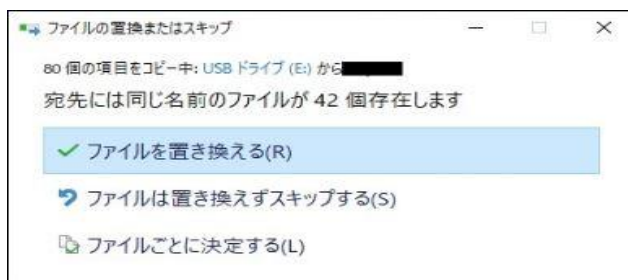 ファイルの置換またはスキップ
80 個の項目をコピー中: USB ドライブ (E:) から
宛先には同じ名前のファイルが 42 個存在します
ファイルを置き換える(R)
ファイルは置き換えずスキップする(S)
ファイルごとに決定する(L)